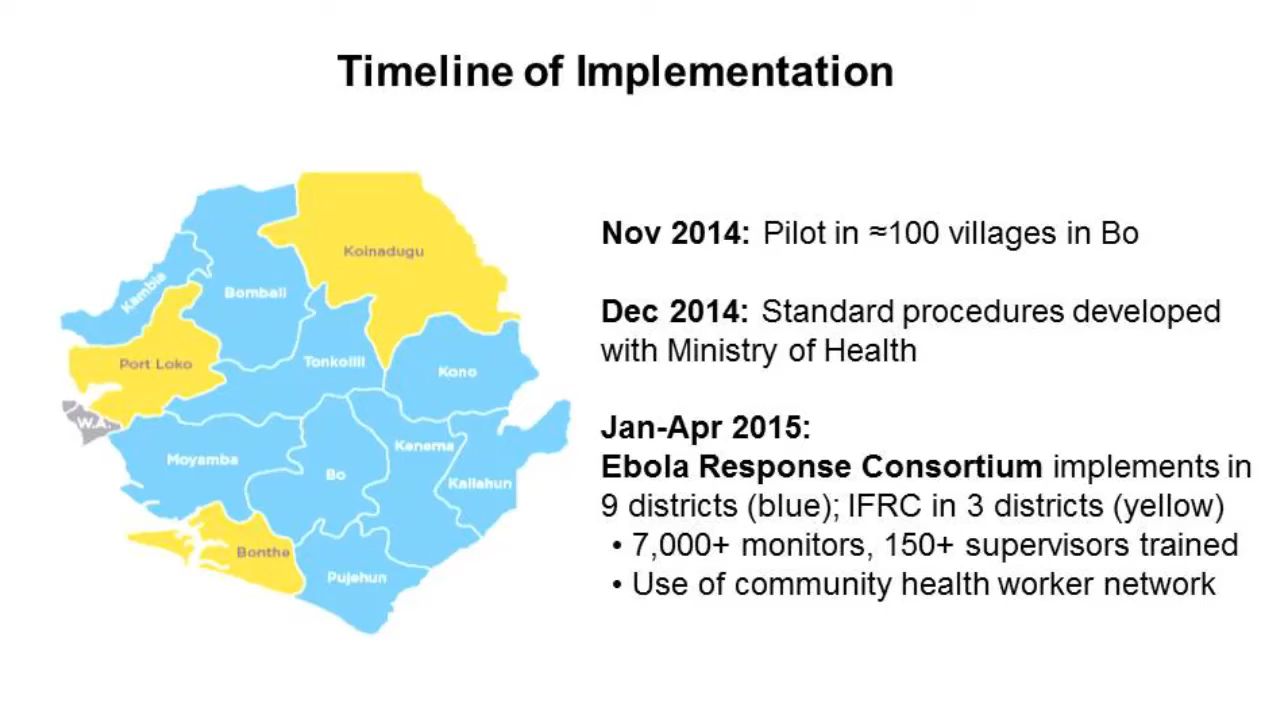 Timeline of Implementation
Koinadugu
Kambia
Bombali
Port Loko
Tonkolili
Kono
W.A.
Moyamba
Bo
Kenema
Kailahun
Bonthe
Pujehun
Nov 2014: Pilot in ≈100 villages in Bo
Dec 2014: Standard procedures developed
with Ministry of Health
Jan-Apr 2015:
Ebola Response Consortium implements in
9 districts (blue); IFRC in 3 districts (yellow)
• 7,000+ monitors, 150+ supervisors trained
• Use of community health worker network